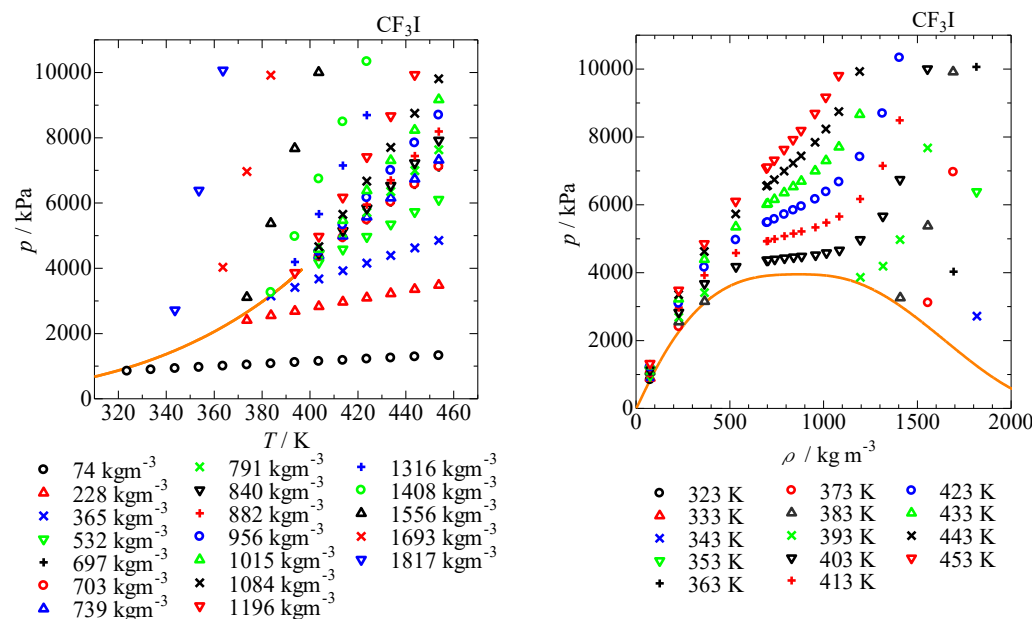 CF₃I
10000
8000
6000
4000
2000
0
p / kPa
320 340 360 380 400 420 440 460
T / K
74 kgm⁻³
228 kgm⁻³
365 kgm⁻³
532 kgm⁻³
697 kgm⁻³
703 kgm⁻³
739 kgm⁻³
791 kgm⁻³
840 kgm⁻³
882 kgm⁻³
956 kgm⁻³
1015 kgm⁻³
1084 kgm⁻³
1196 kgm⁻³
1316 kgm⁻³
1408 kgm⁻³
1556 kgm⁻³
1693 kgm⁻³
1817 kgm⁻³
CF₃I
10000
8000
6000
4000
2000
0
p / kPa
0 500 1000 1500 2000
ρ / kg m⁻³
323 K
333 K
343 K
353 K
363 K
373 K
383 K
393 K
403 K
413 K
423 K
433 K
443 K
453 K